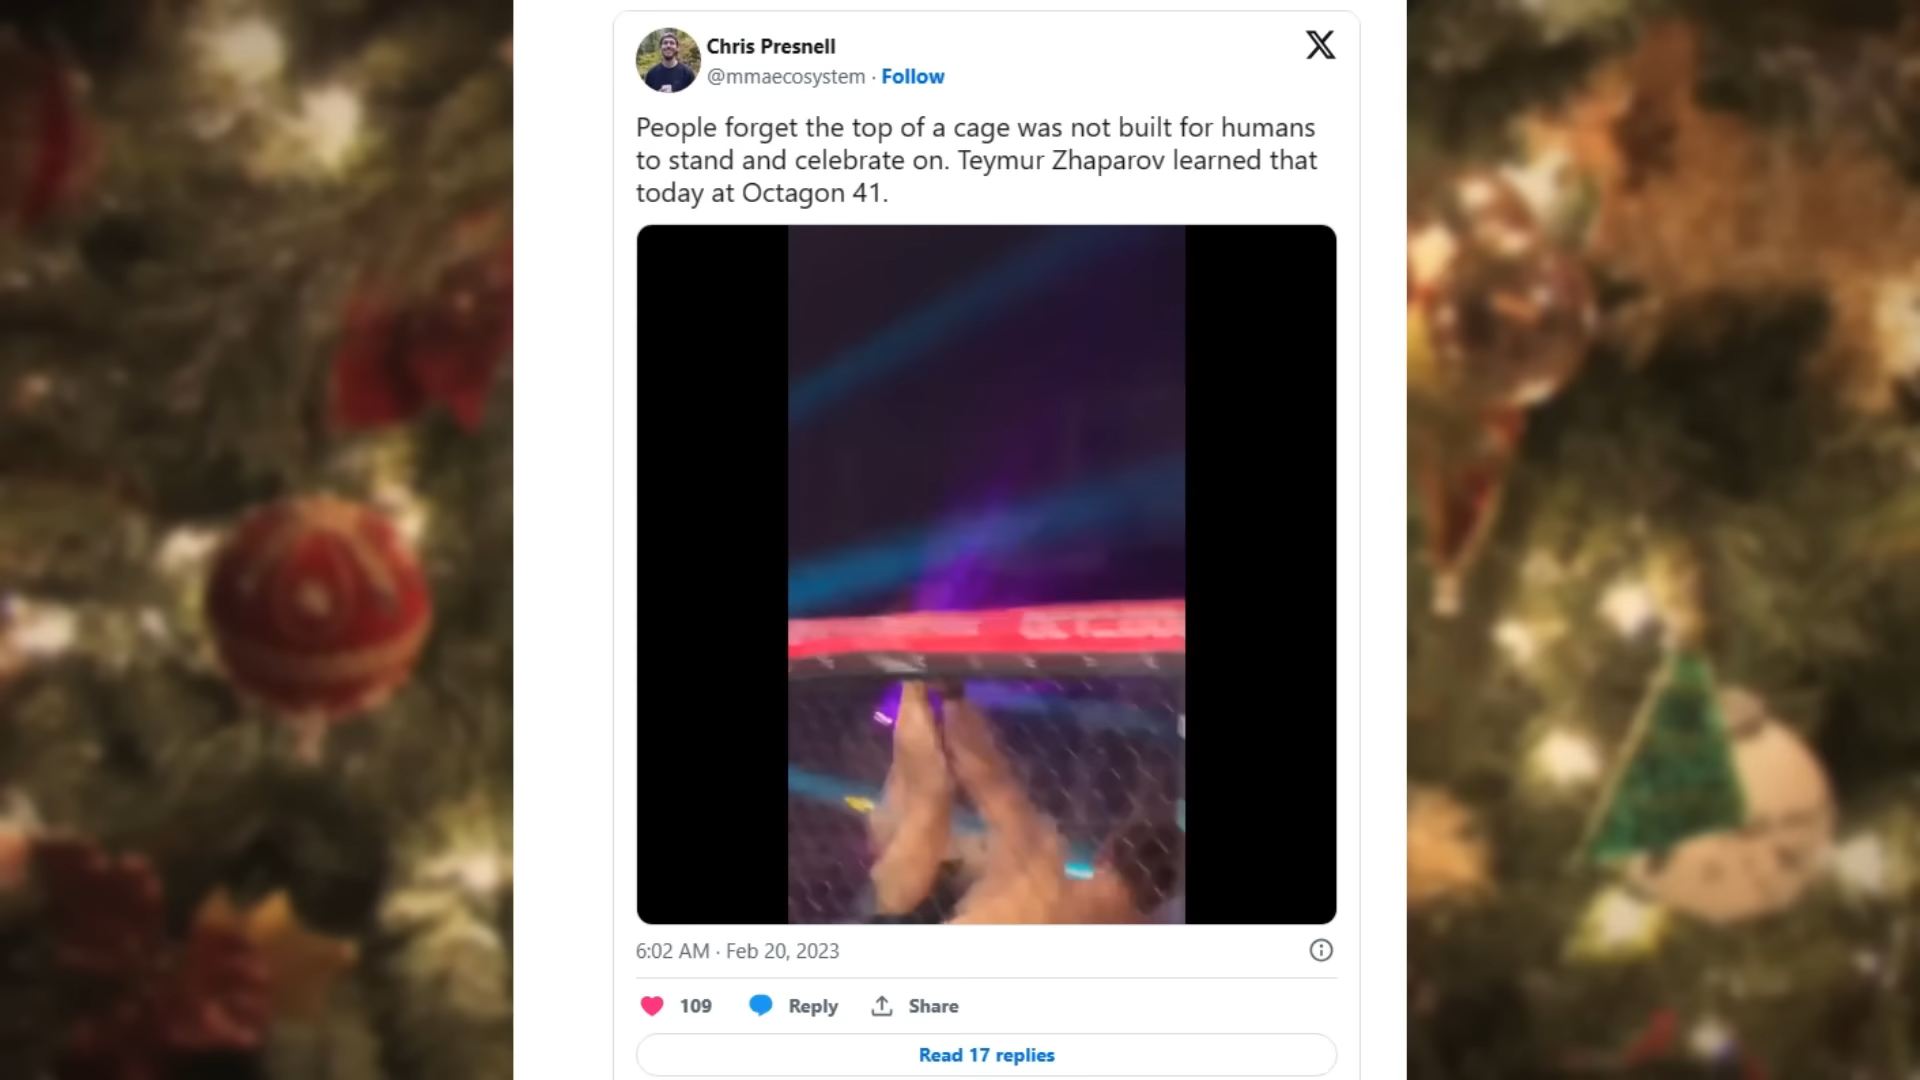 Chris Presnell
@mmaecosystem · Follow
People forget the top of a cage was not built for humans
to stand and celebrate on. Teymur Zhaparov learned that
today at Octagon 41.
6:02 AM · Feb 20, 2023
109 Reply Share
Read 17 replies